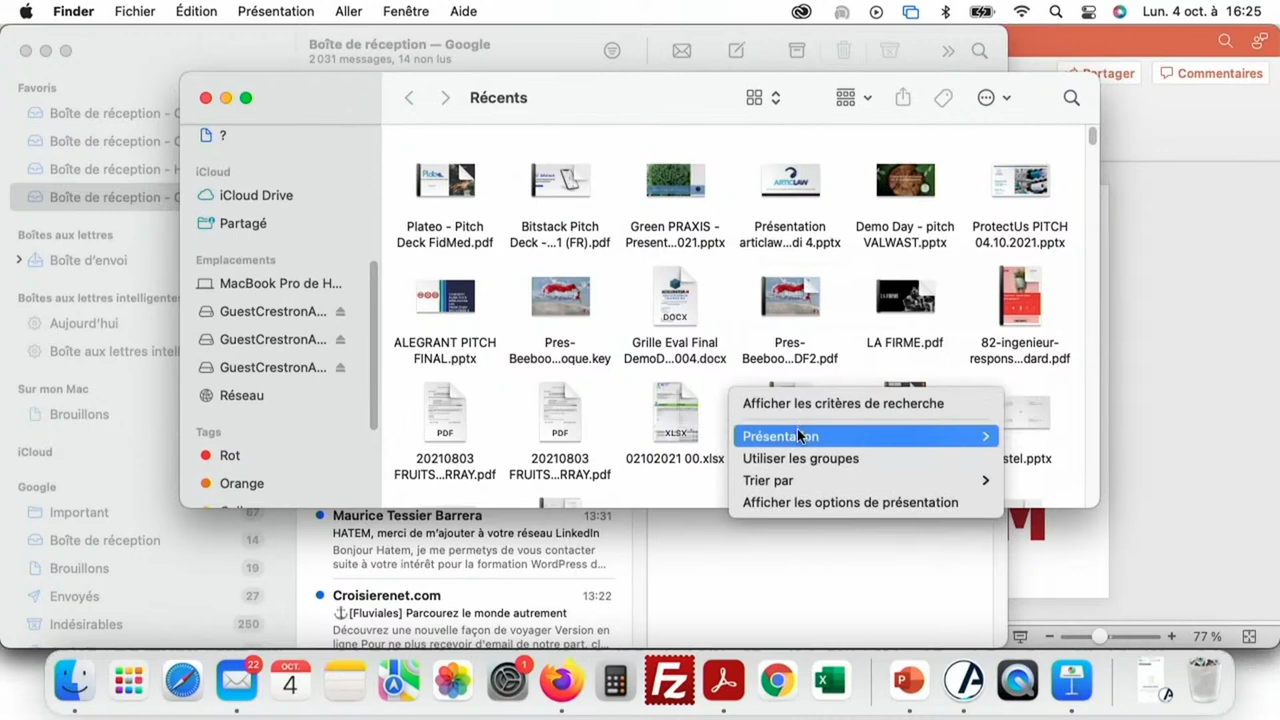 Finder Fichier Édition Présentation Aller Fenêtre Aide
Lun. 4 oct. à 16:25
Boîte de réception — Google
2 031 messages, 14 non lus
Partager
Commentaires
Favoris
Boîte de réception -
Boîte de réception -
Boîte de réception -
Boîte de réception -
Boîtes aux lettres
Boîte d'envoi
Boîtes aux lettres intelligentes
Aujourd'hui
Boîte aux lettres intell
Sur mon Mac
Brouillons
iCloud
Google
Important 67
Boîte de réception 14
Brouillons 19
Envoyés 27
Indésirables 250
Récents
?
iCloud
iCloud Drive
Partagé
Emplacements
MacBook Pro de H...
GuestCrestronA...
GuestCrestronA...
GuestCrestronA...
Réseau
Tags
Rot
Orange
Plateo - Pitch
Deck FidMed.pdf
Bitstack Pitch
Deck -...1 (FR).pdf
Green PRAXIS -
Present...021.pptx
ARTICLAW
Présentation
articlaw...di 4.pptx
Demo Day - pitch
VALWAST.pptx
ProtectUs PITCH
04.10.2021.pptx
ALEGRANT PITCH
FINAL.pptx
Pres-
Beeboo...oque.key
DOCX
Grille Eval Final
DemoD...004.docx
Pres-
Beeboo...DF2.pdf
LA FIRME
LA FIRME.pdf
82-ingenieur-
respons...dard.pdf
PDF
20210803
FRUITS...RRAY.pdf
PDF
20210803
FRUITS...RRAY.pdf
XLSX
02102021 00.xlsx
stel.pptx
Afficher les critères de recherche
Présentation
Utiliser les groupes
Trier par
Afficher les options de présentation
Maurice Tessier Barrera 13:31
HATEM, merci de m'ajouter à votre réseau LinkedIn
Bonjour Hatem, je me permetys de vous contacter
suite à votre intérêt pour la formation WordPress d...
Croisierenet.com 13:22
⚓[Fluviales] Parcourez le monde autrement
Découvrez une nouvelle façon de voyager Version en
ligne Pour ne plus recevoir d'email de notre part, cl...
M
77 %
22
OCT.
4
1